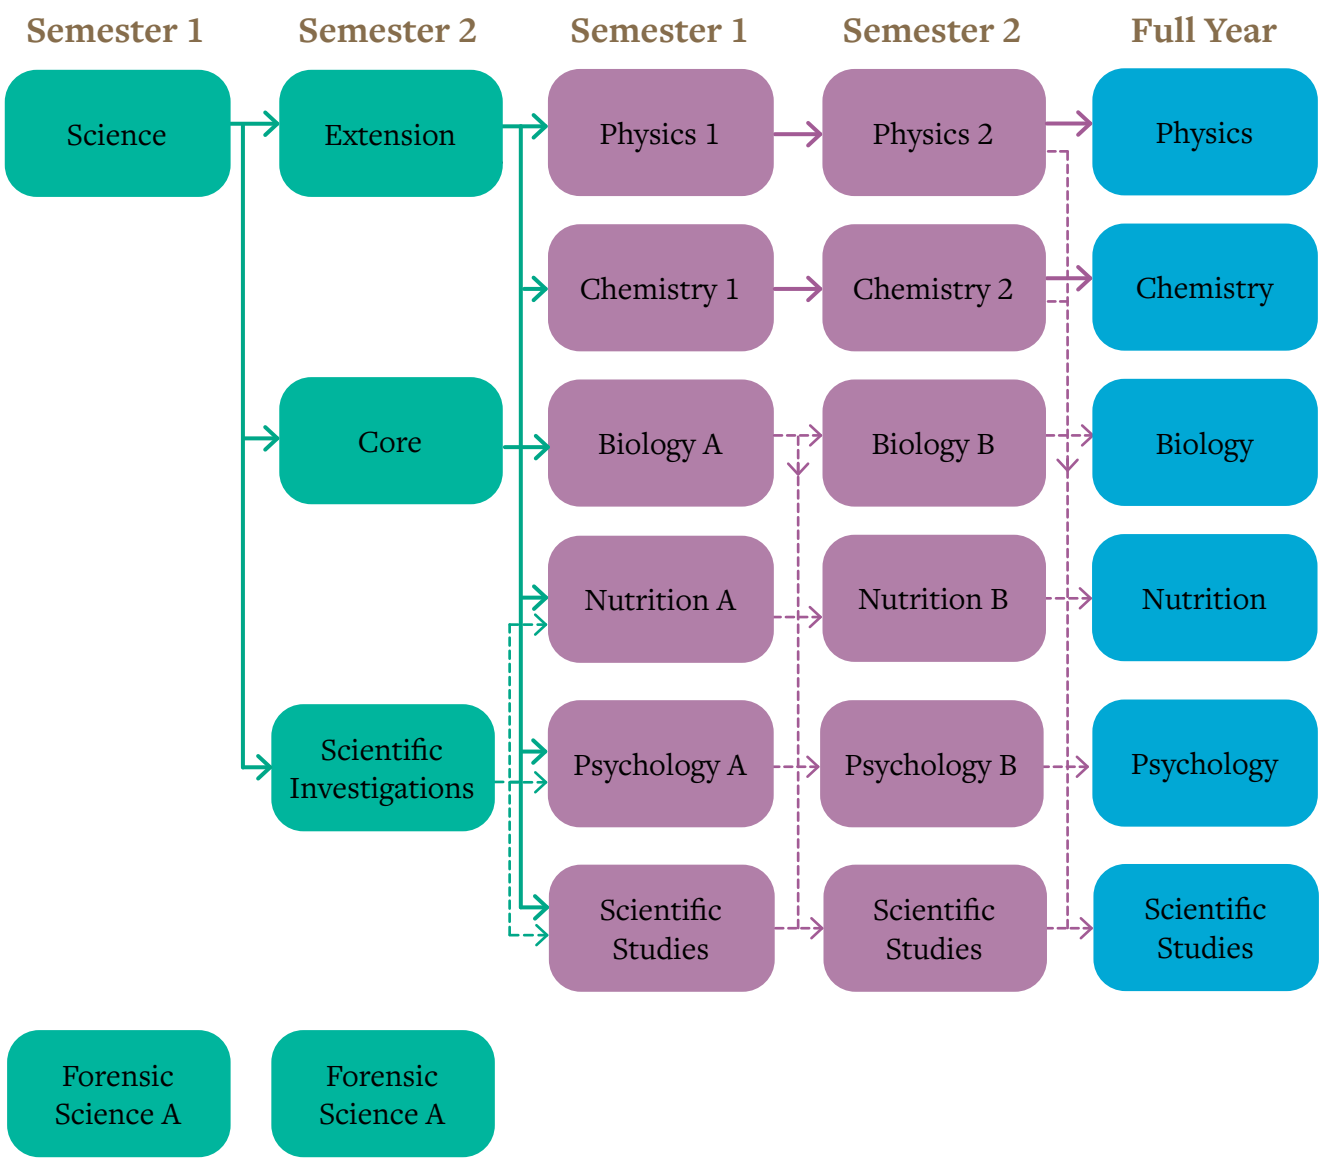 Semester 1
Semester 2
Semester 1
Semester 2
Full Year
Science
Extension
Physics 1
Physics 2
Physics
Chemistry 1
Chemistry 2
Chemistry
Core
Biology A
Biology B
Biology
Nutrition A
Nutrition B
Nutrition
Scientific
Investigations
Psychology A
Psychology B
Psychology
Scientific
Studies
Scientific
Studies
Scientific
Studies
Forensic
Science A
Forensic
Science A